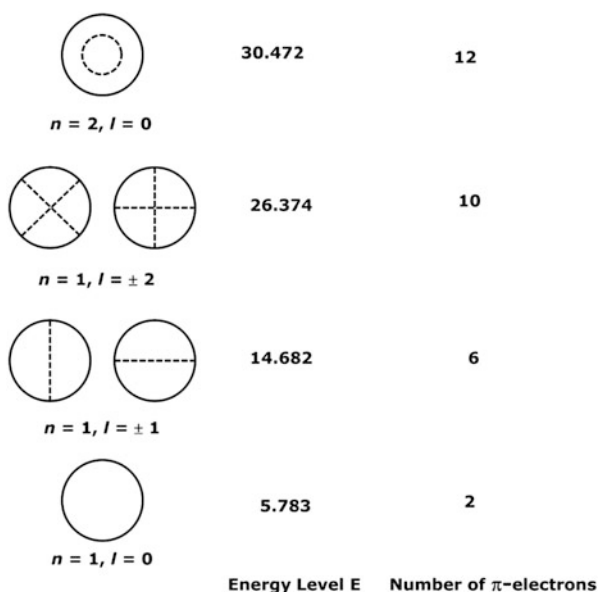 30.472 12
n = 2, l = 0
26.374 10
n = 1, l = ± 2
14.682 6
n = 1, l = ± 1
5.783 2
n = 1, l = 0
Energy Level E Number of π-electrons